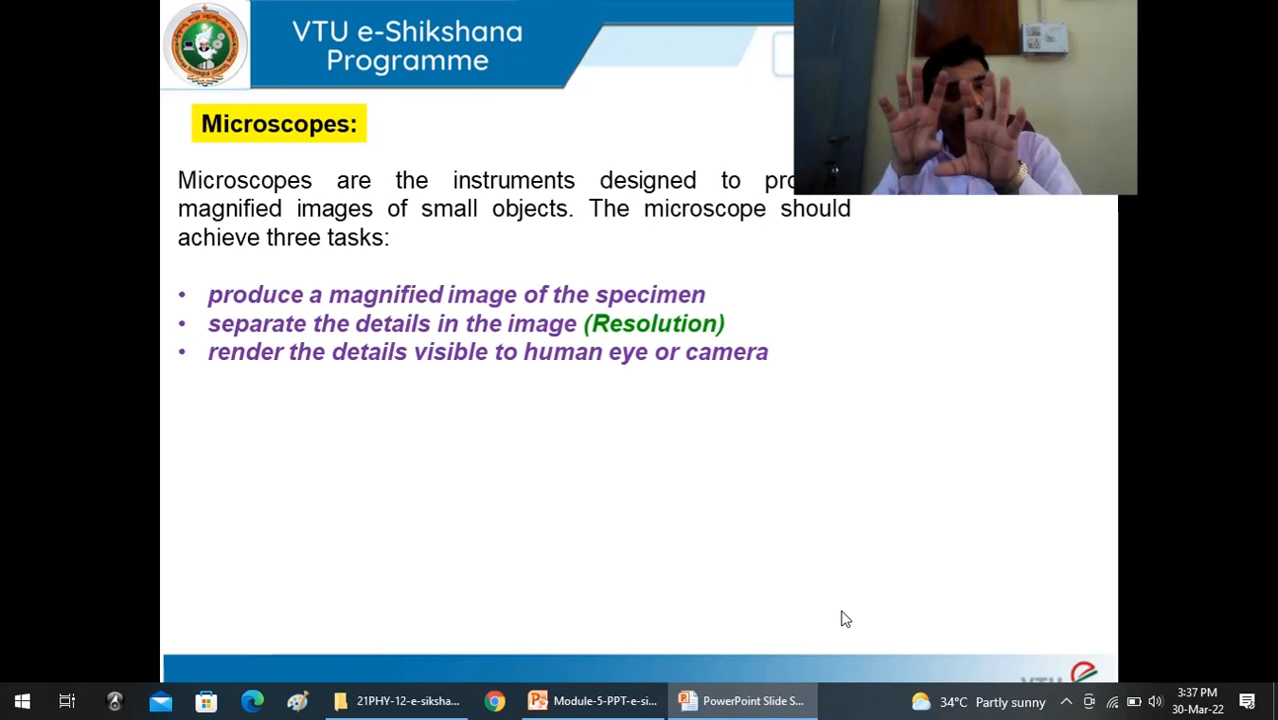 VTU e-Shikshana
Programme
Microscopes:
Microscopes are the instruments designed to
magnified images of small objects. The microscope should
achieve three tasks:
• produce a magnified image of the specimen
• separate the details in the image (Resolution)
• render the details visible to human eye or camera
VTU
21PHY-12-e-siksha...
Module-5-PPT-e-si...
PowerPoint Slide S...
34°C Partly sunny
3:37 PM
30-Mar-22